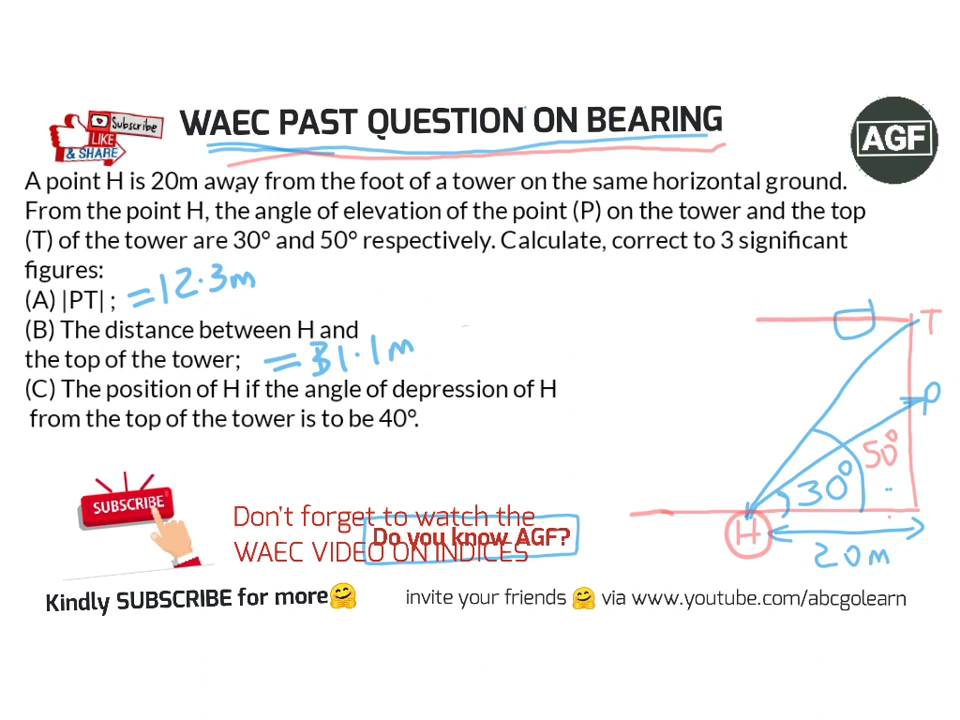 Subscribe
LIKE
& SHARE
WAEC PAST QUESTION ON BEARING
AGF
A point H is 20m away from the foot of a tower on the same horizontal ground.
From the point H, the angle of elevation of the point (P) on the tower and the top
(T) of the tower are 30° and 50° respectively. Calculate, correct to 3 significant
figures:
(A) |PT| ; = 12.3m
(B) The distance between H and
the top of the tower; = 31.1m
(C) The position of H if the angle of depression of H
from the top of the tower is to be 40°.
T
P
50°
30°
H
20m
SUBSCRIBE
Don't forget to watch the
Do you know AGF?
WAEC VIDEO ON INDICES
Kindly SUBSCRIBE for more🤗
invite your friends 🤗 via www.youtube.com/abcgolearn